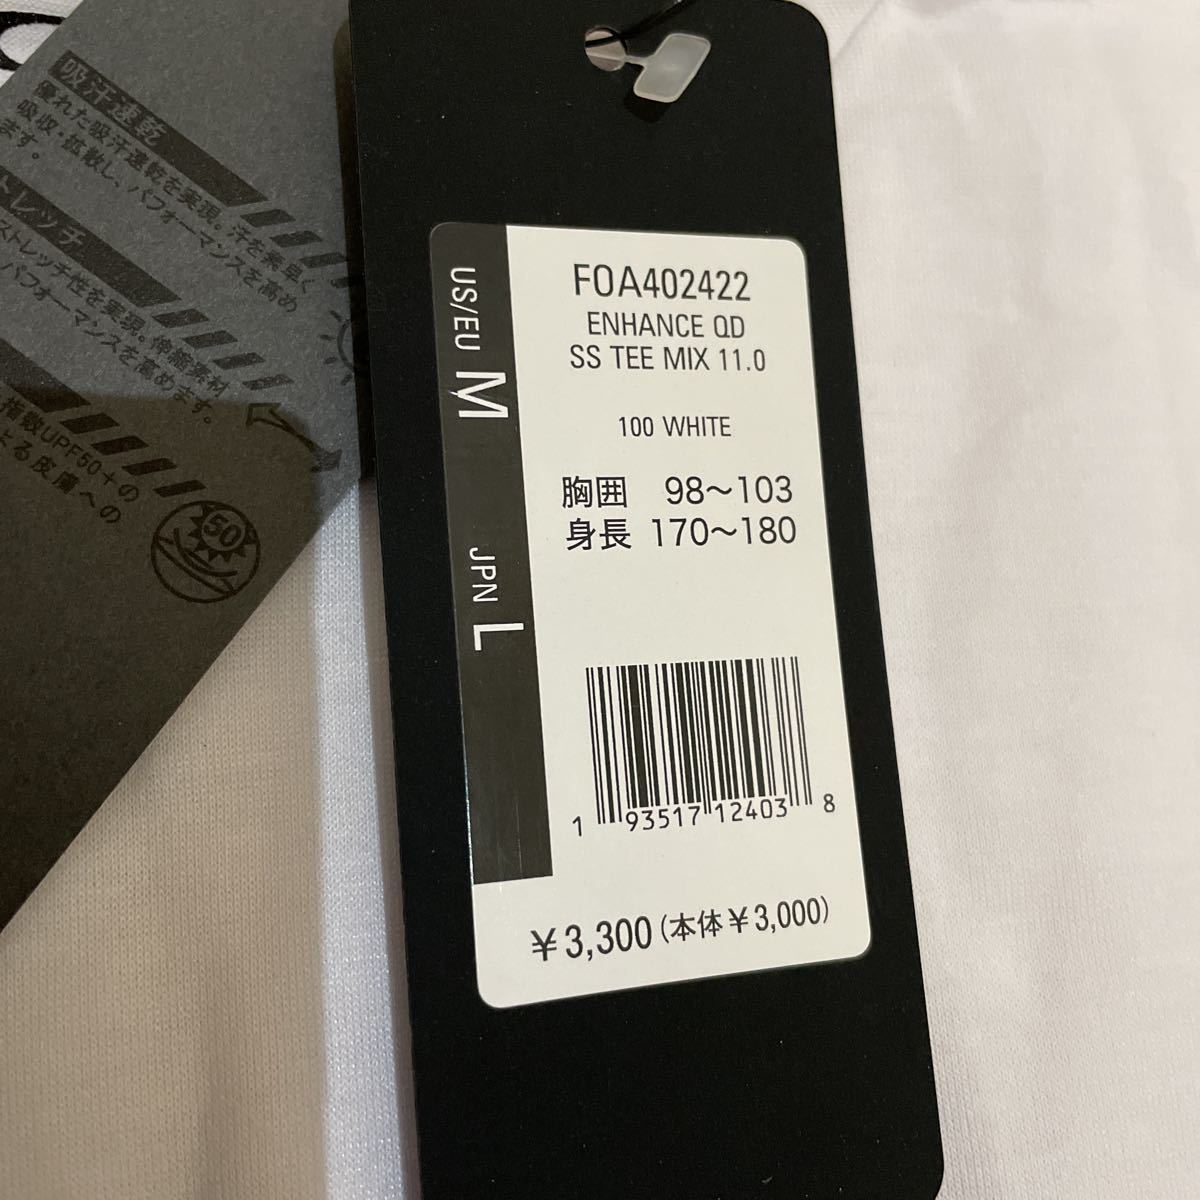 吸汗速乾
優れた吸汗速乾を実現。汗を素早く
吸収・拡散し、パフォーマンスを高め
ます。
トレッチ
ストレッチ性を実現。伸縮素材
パフォーマンスを高めます。
指数UPF50+の
よる皮膚への
50
US/EU M
JPN L
FOA402422
ENHANCE QD
SS TEE MIX 11.0
100 WHITE
胸囲 98〜103
身長 170〜180
1 93517 12403 8
¥3,300(本体¥3,000)